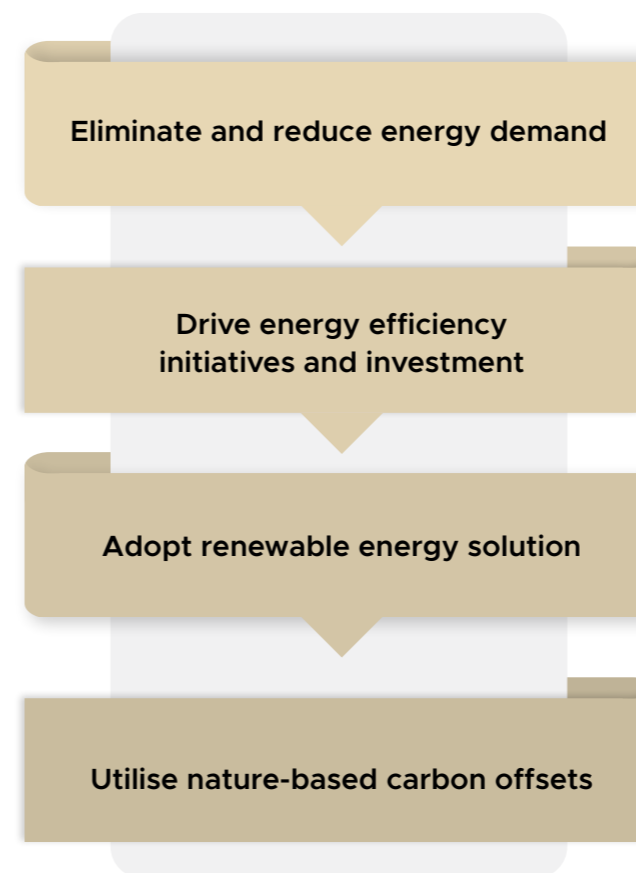 Eliminate and reduce energy demand
Drive energy efficiency
initiatives and investment
Adopt renewable energy solution
Utilise nature-based carbon offsets